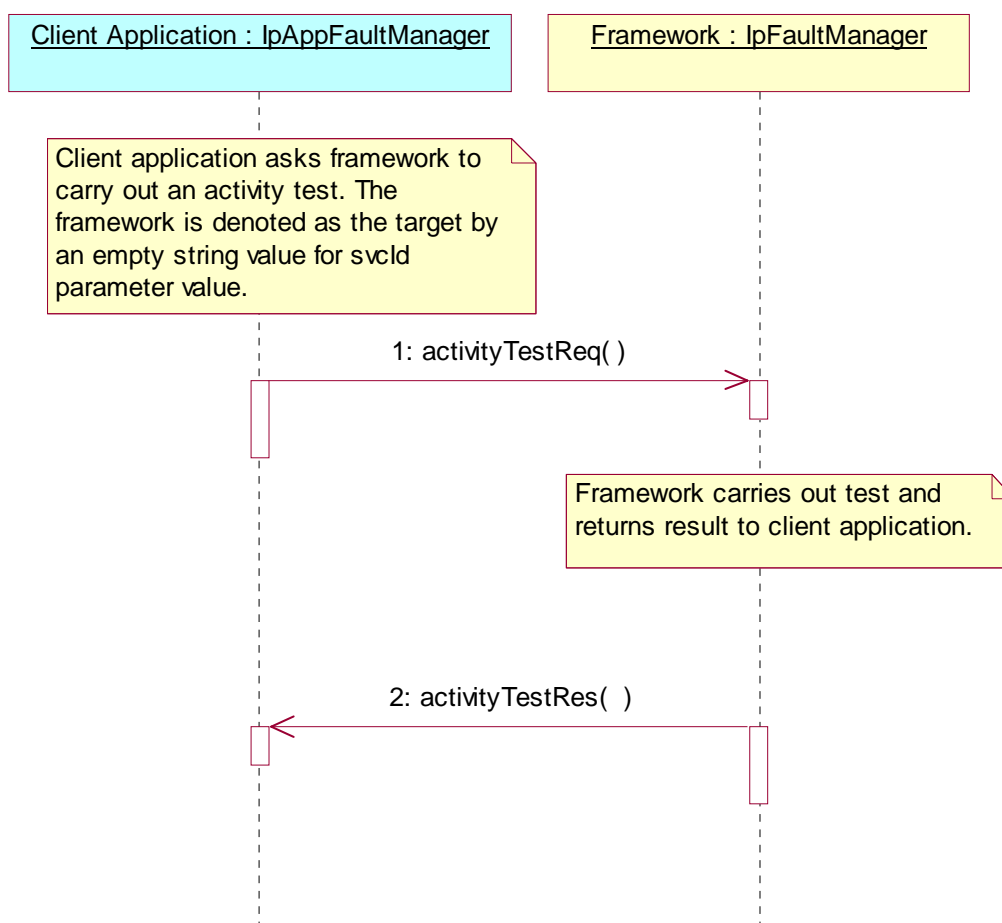 Client Application : IpAppFaultManager
Framework : IpFaultManager
Client application asks framework to
carry out an activity test. The
framework is denoted as the target by
an empty string value for svcId
parameter value.
1: activityTestReq( )
Framework carries out test and
returns result to client application.
2: activityTestRes(  )